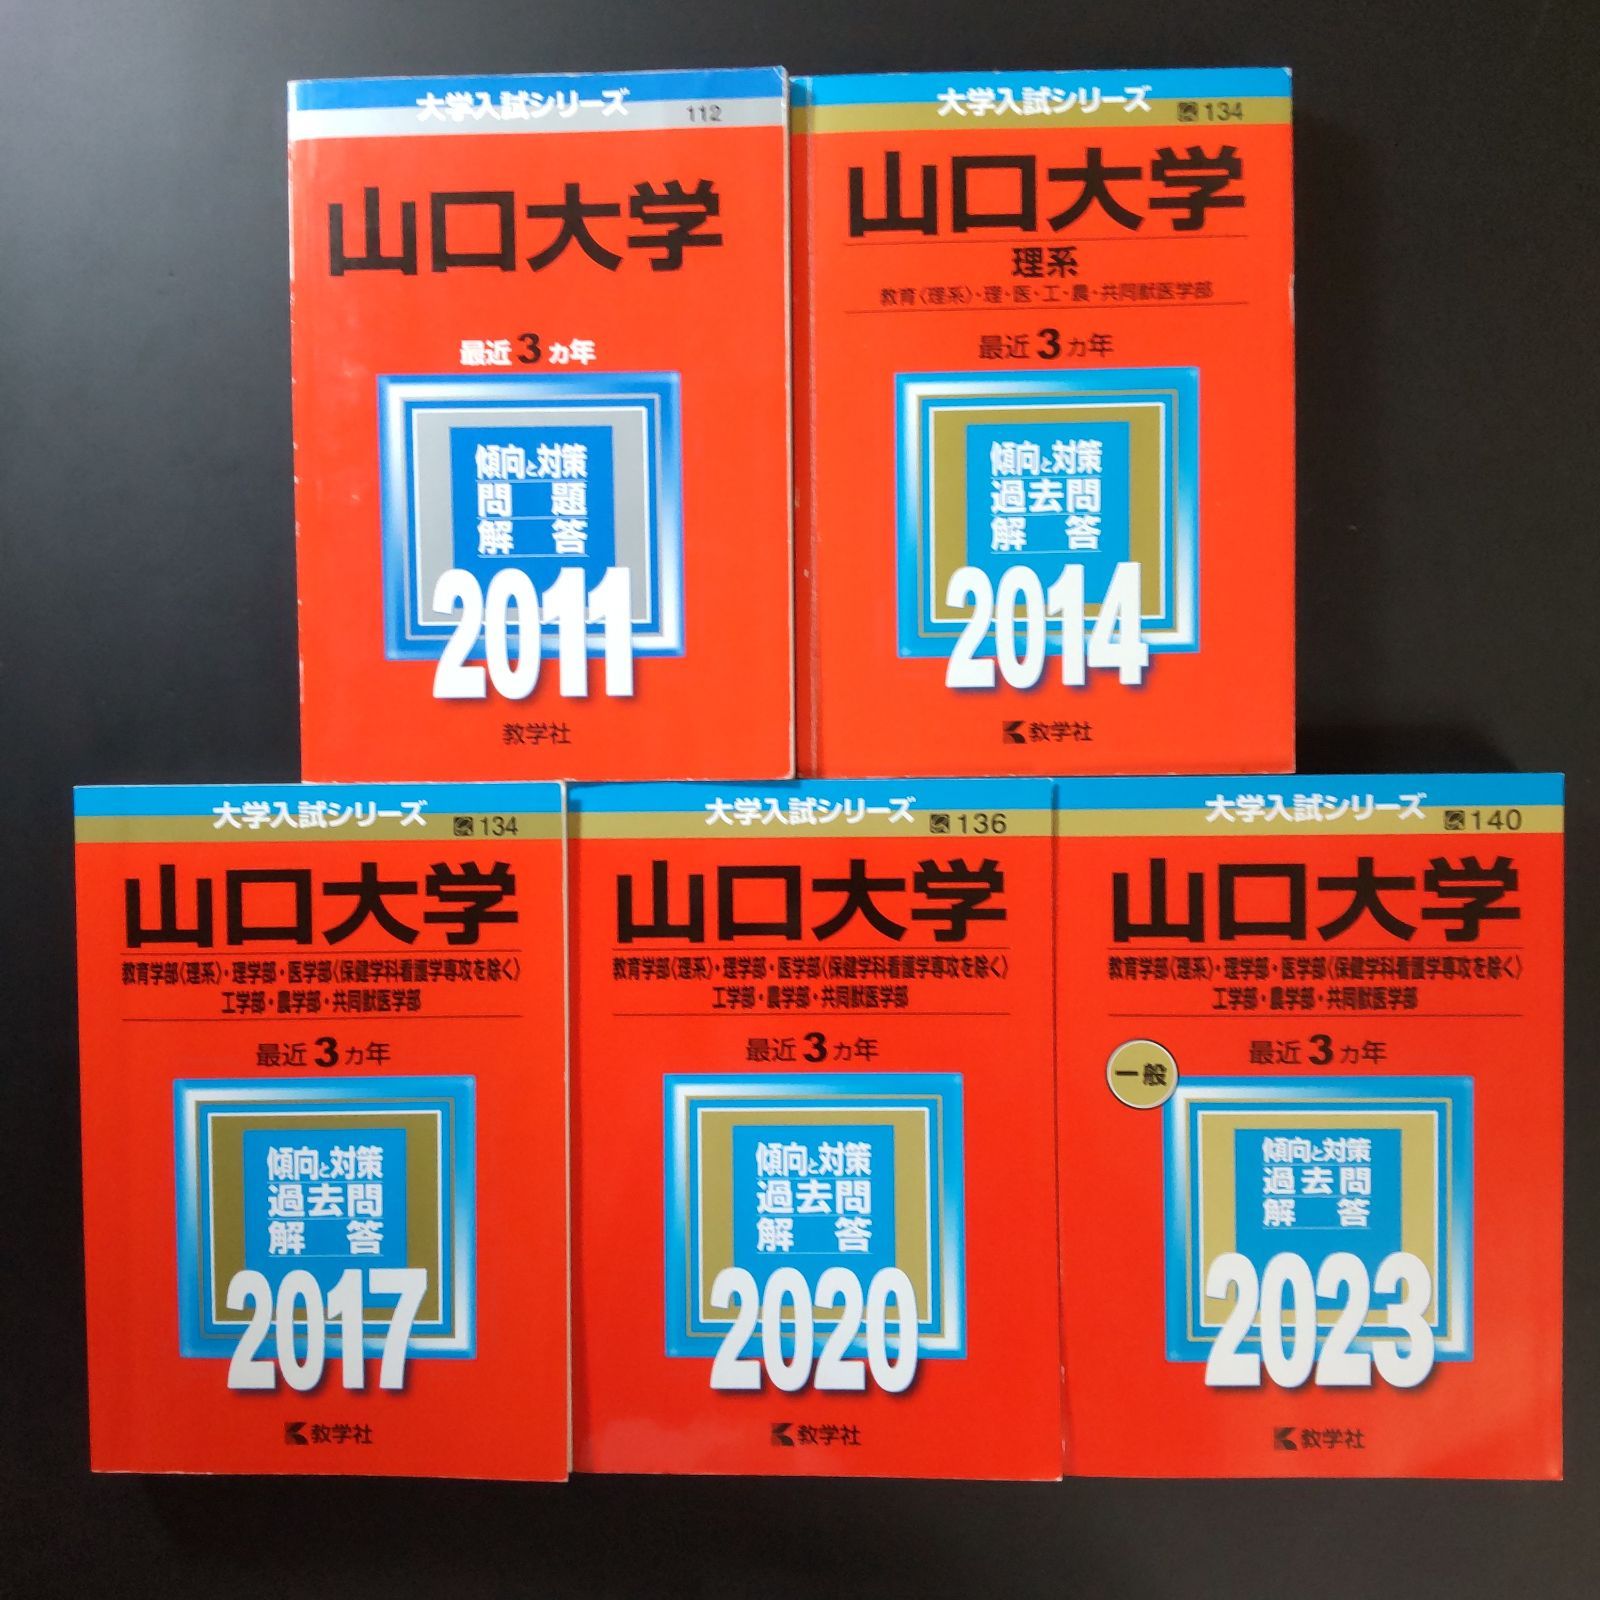 大学入試シリーズ
112
山口大学
最近3ヵ年
傾向と対策
問題
解答
2011
教学社
大学入試シリーズ
134
山口大学
理系
教育〈理系〉・理・医・工・農・共同獣医学部
最近3ヵ年
傾向と対策
過去問
解答
2014
教学社
大学入試シリーズ
134
山口大学
教育学部〈理系〉・理学部・医学部〈保健学科看護学専攻を除く〉
工学部・農学部・共同獣医学部
最近3ヵ年
傾向と対策
過去問
解答
2017
教学社
大学入試シリーズ
136
山口大学
教育学部〈理系〉・理学部・医学部〈保健学科看護学専攻を除く〉
工学部・農学部・共同獣医学部
最近3ヵ年
傾向と対策
過去問
解答
2020
教学社
大学入試シリーズ
140
山口大学
教育学部〈理系〉・理学部・医学部〈保健学科看護学専攻を除く〉
工学部・農学部・共同獣医学部
最近3ヵ年
一般
傾向と対策
過去問
解答
2023
教学社